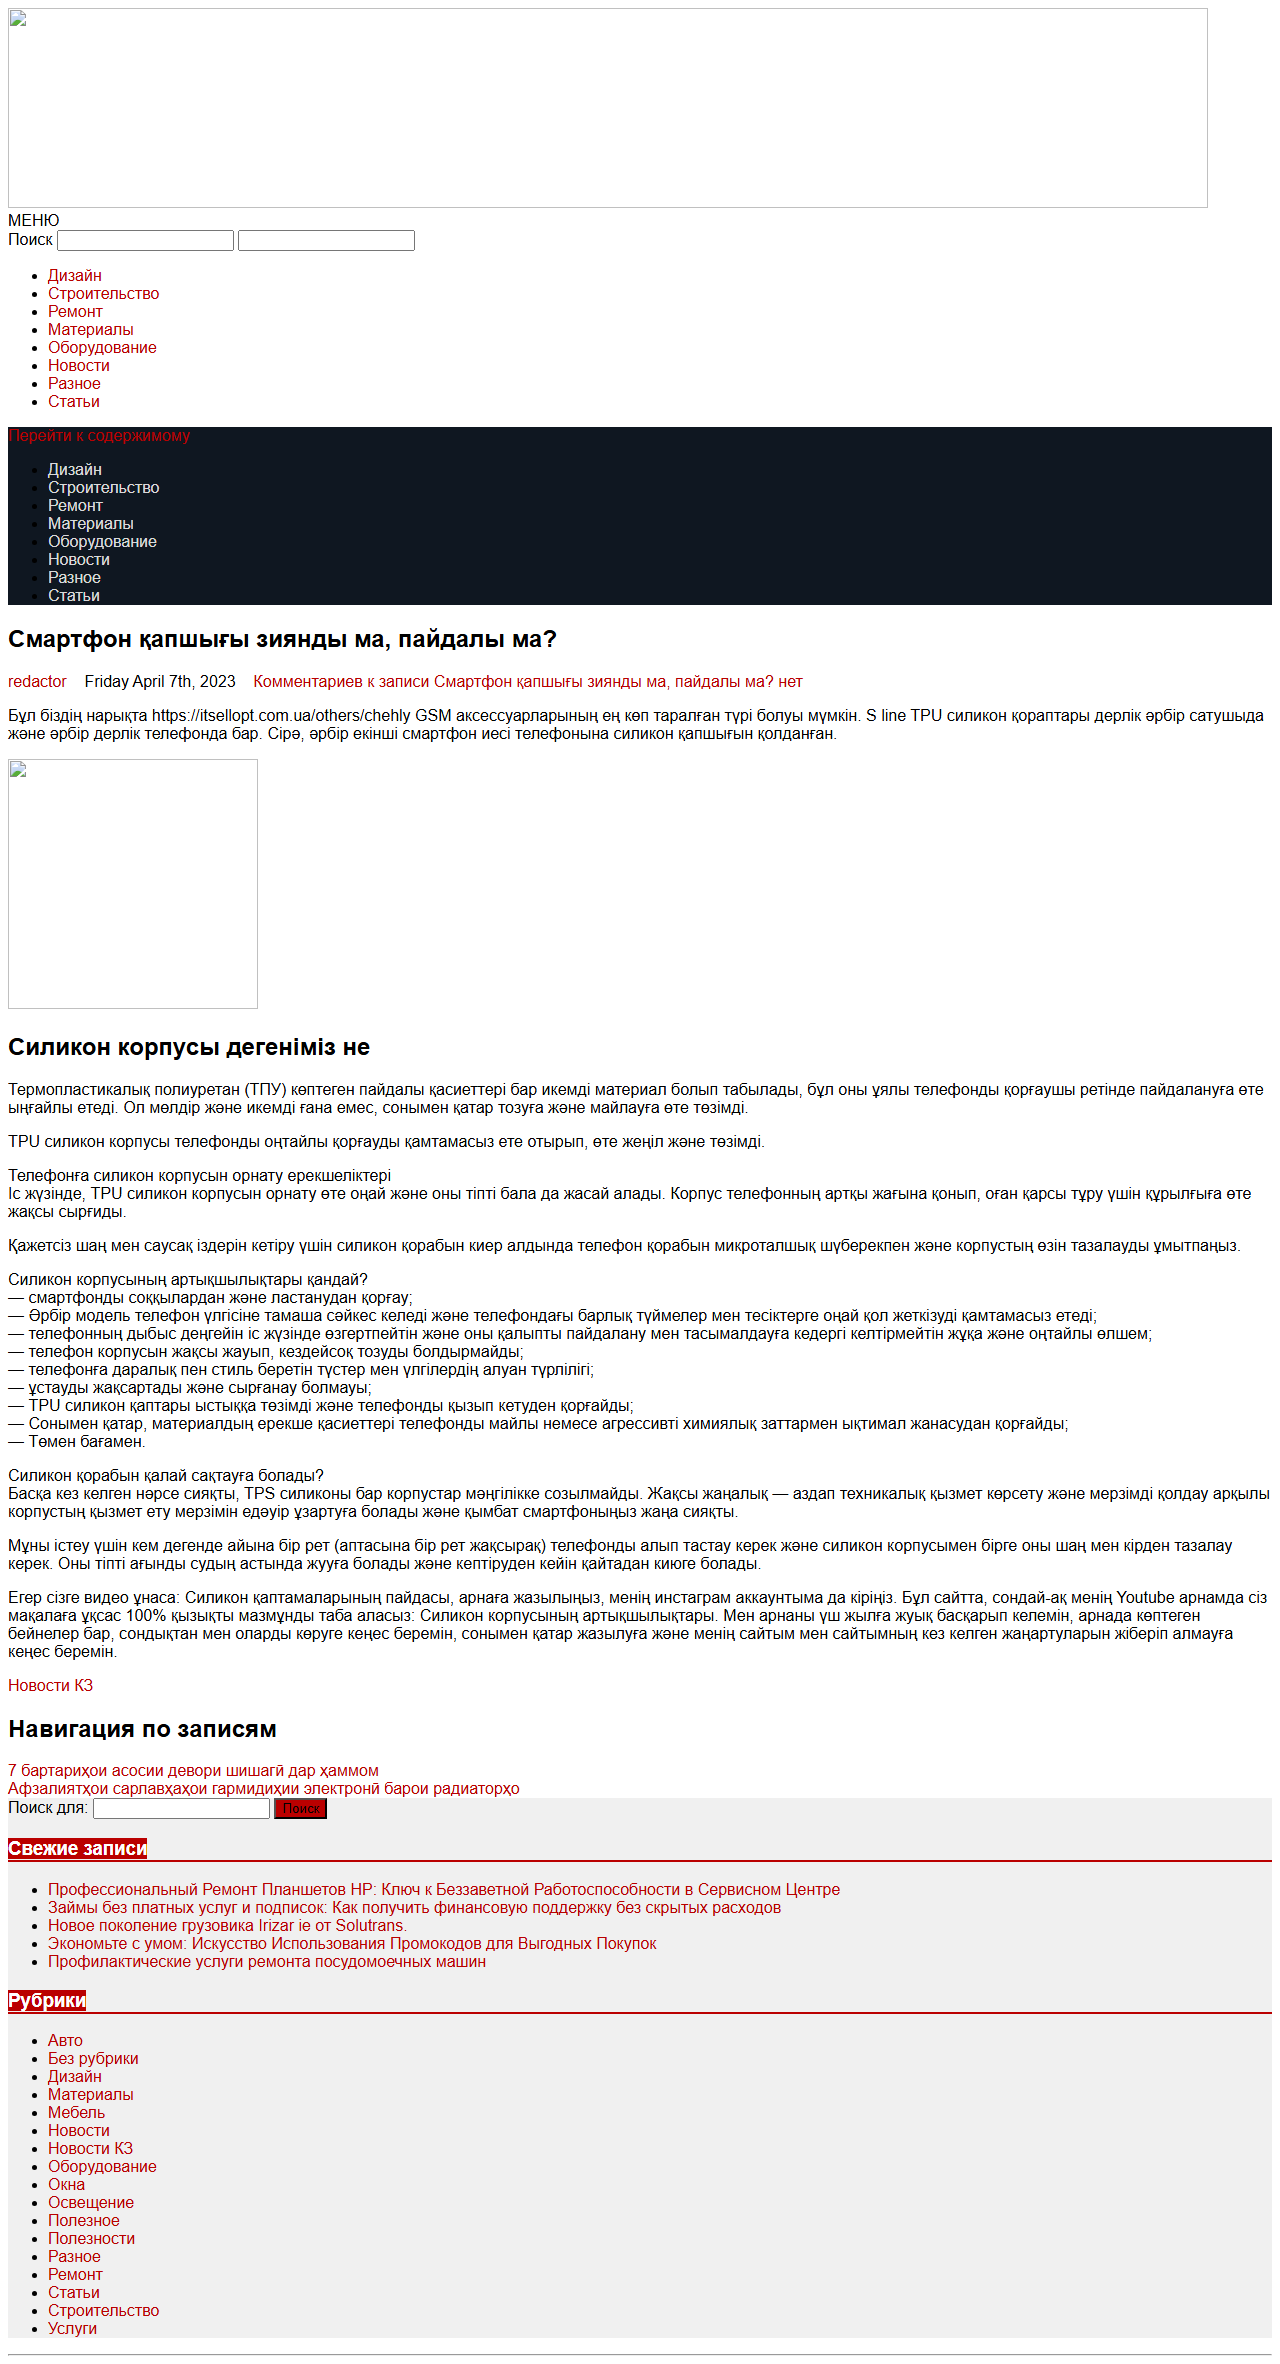 МЕНЮ
Поиск
Дизайн
Строительство
Ремонт
Материалы
Оборудование
Новости
Разное
Статьи
Перейти к содержимому
Дизайн
Строительство
Ремонт
Материалы
Оборудование
Новости
Разное
Статьи
Смартфон қапшығы зиянды ма, пайдалы ма?
redactor Friday April 7th, 2023 Комментариев к записи Смартфон қапшығы зиянды ма, пайдалы ма? нет
Бұл біздің нарықта https://itsellopt.com.ua/others/chehly GSM аксессуарларының ең көп таралған түрі болуы мүмкін. S line TPU силикон қораптары дерлік әрбір сатушыда
және әрбір дерлік телефонда бар. Сірә, әрбір екінші смартфон иесі телефонына силикон қапшығын қолданған.
Силикон корпусы дегеніміз не
Термопластикалық полиуретан (ТПУ) көптеген пайдалы қасиеттері бар икемді материал болып табылады, бұл оны ұялы телефонды қорғаушы ретінде пайдалануға өте
ыңғайлы етеді. Ол мөлдір және икемді ғана емес, сонымен қатар тозуға және майлауға өте төзімді.
TPU силикон корпусы телефонды оңтайлы қорғауды қамтамасыз ете отырып, өте жеңіл және төзімді.
Телефонға силикон корпусын орнату ерекшеліктері
Іс жүзінде, TPU силикон корпусын орнату өте оңай және оны тіпті бала да жасай алады. Корпус телефонның артқы жағына қонып, оған қарсы тұру үшін құрылғыға өте
жақсы сырғиды.
Қажетсіз шаң мен саусақ іздерін кетіру үшін силикон қорабын киер алдында телефон қорабын микроталшық шүберекпен және корпустың өзін тазалауды ұмытпаңыз.
Силикон корпусының артықшылықтары қандай?
— смартфонды соққылардан және ластанудан қорғау;
— Әрбір модель телефон үлгісіне тамаша сәйкес келеді және телефондағы барлық түймелер мен тесіктерге оңай қол жеткізуді қамтамасыз етеді;
— телефонның дыбыс деңгейін іс жүзінде өзгертпейтін және оны қалыпты пайдалану мен тасымалдауға кедергі келтірмейтін жұқа және оңтайлы өлшем;
— телефон корпусын жақсы жауып, кездейсоқ тозуды болдырмайды;
— телефонға даралық пен стиль беретін түстер мен үлгілердің алуан түрлілігі;
— ұстауды жақсартады және сырғанау болмауы;
— TPU силикон қаптары ыстыққа төзімді және телефонды қызып кетуден қорғайды;
— Сонымен қатар, материалдың ерекше қасиеттері телефонды майлы немесе агрессивті химиялық заттармен ықтимал жанасудан қорғайды;
— Төмен бағамен.
Силикон қорабын қалай сақтауға болады?
Басқа кез келген нәрсе сияқты, TPS силиконы бар корпустар мәңгілікке созылмайды. Жақсы жаңалық — аздап техникалық қызмет көрсету және мерзімді қолдау арқылы
корпустың қызмет ету мерзімін едәуір ұзартуға болады және қымбат смартфоныңыз жаңа сияқты.
Мұны істеу үшін кем дегенде айына бір рет (аптасына бір рет жақсырақ) телефонды алып тастау керек және силикон корпусымен бірге оны шаң мен кірден тазалау
керек. Оны тіпті ағынды судың астында жууға болады және кептіруден кейін қайтадан киюге болады.
Егер сізге видео ұнаса: Силикон қаптамаларының пайдасы, арнаға жазылыңыз, менің инстаграм аккаунтыма да кіріңіз. Бұл сайтта, сондай-ақ менің Youtube арнамда сіз
мақалаға ұқсас 100% қызықты мазмұнды таба аласыз: Силикон корпусының артықшылықтары. Мен арнаны үш жылға жуық басқарып келемін, арнада көптеген
бейнелер бар, сондықтан мен оларды көруге кеңес беремін, сонымен қатар жазылуға және менің сайтым мен сайтымның кез келген жаңартуларын жіберіп алмауға
кеңес беремін.
Новости КЗ
Навигация по записям
7 бартариҳои асосии девори шишагӣ дар ҳаммом
Афзалиятҳои сарлавҳаҳои гармидиҳии электронӣ барои радиаторҳо
Поиск для: Поиск
Свежие записи
Профессиональный Ремонт Планшетов HP: Ключ к Беззаветной Работоспособности в Сервисном Центре
Займы без платных услуг и подписок: Как получить финансовую поддержку без скрытых расходов
Новое поколение грузовика Irizar ie от Solutrans.
Экономьте с умом: Искусство Использования Промокодов для Выгодных Покупок
Профилактические услуги ремонта посудомоечных машин
Рубрики
Авто
Без рубрики
Дизайн
Материалы
Мебель
Новости
Новости КЗ
Оборудование
Окна
Освещение
Полезное
Полезности
Разное
Ремонт
Статьи
Строительство
Услуги